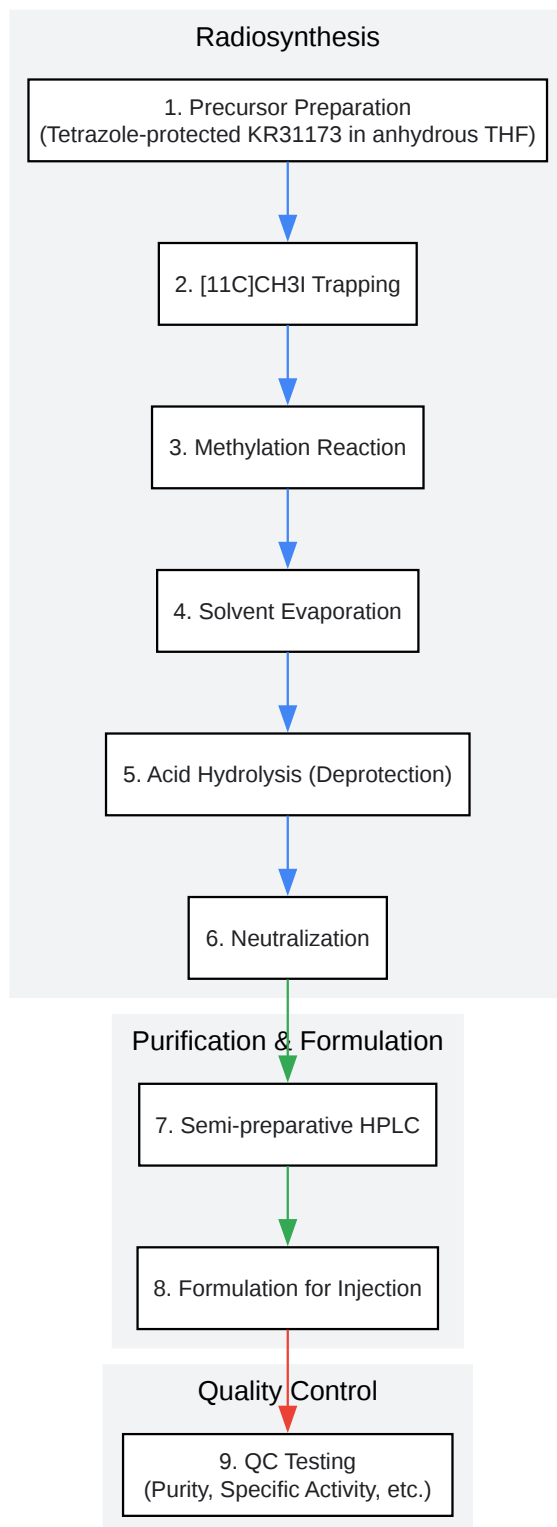 Radiosynthesis
1. Precursor Preparation
(Tetrazole-protected KR31173 in anhydrous THF)
2. [11C]CH3I Trapping
3. Methylation Reaction
4. Solvent Evaporation
5. Acid Hydrolysis (Deprotection)
6. Neutralization
Purification & Formulation
7. Semi-preparative HPLC
8. Formulation for Injection
Quality Control
9. QC Testing
(Purity, Specific Activity, etc.)